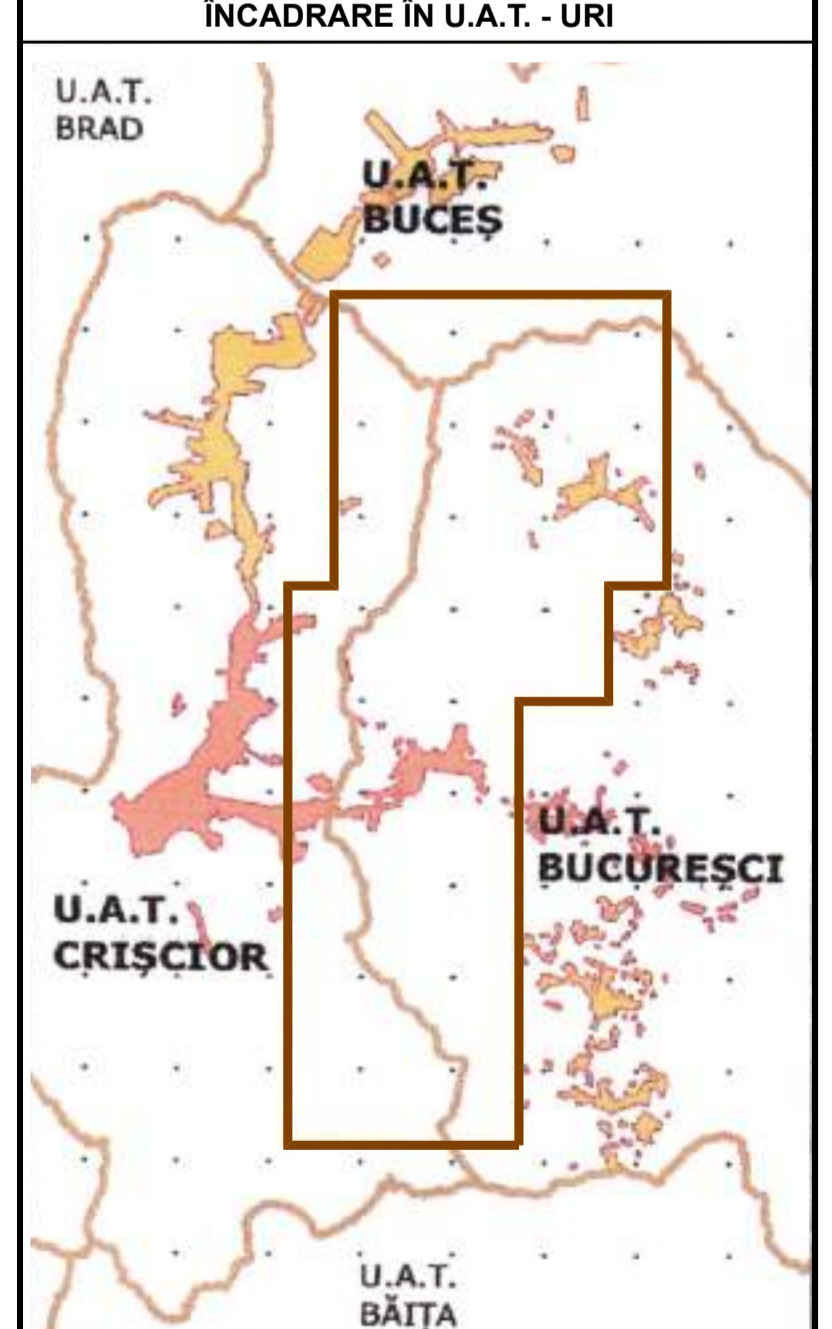 ÎNCADRARE ÎN U.A.T. - URI
U.A.T.
BRAD
U.A.T.
BUCEȘ
U.A.T.
BUCUREȘCI
U.A.T.
CRIȘCIOR
U.A.T.
BĂIȚA